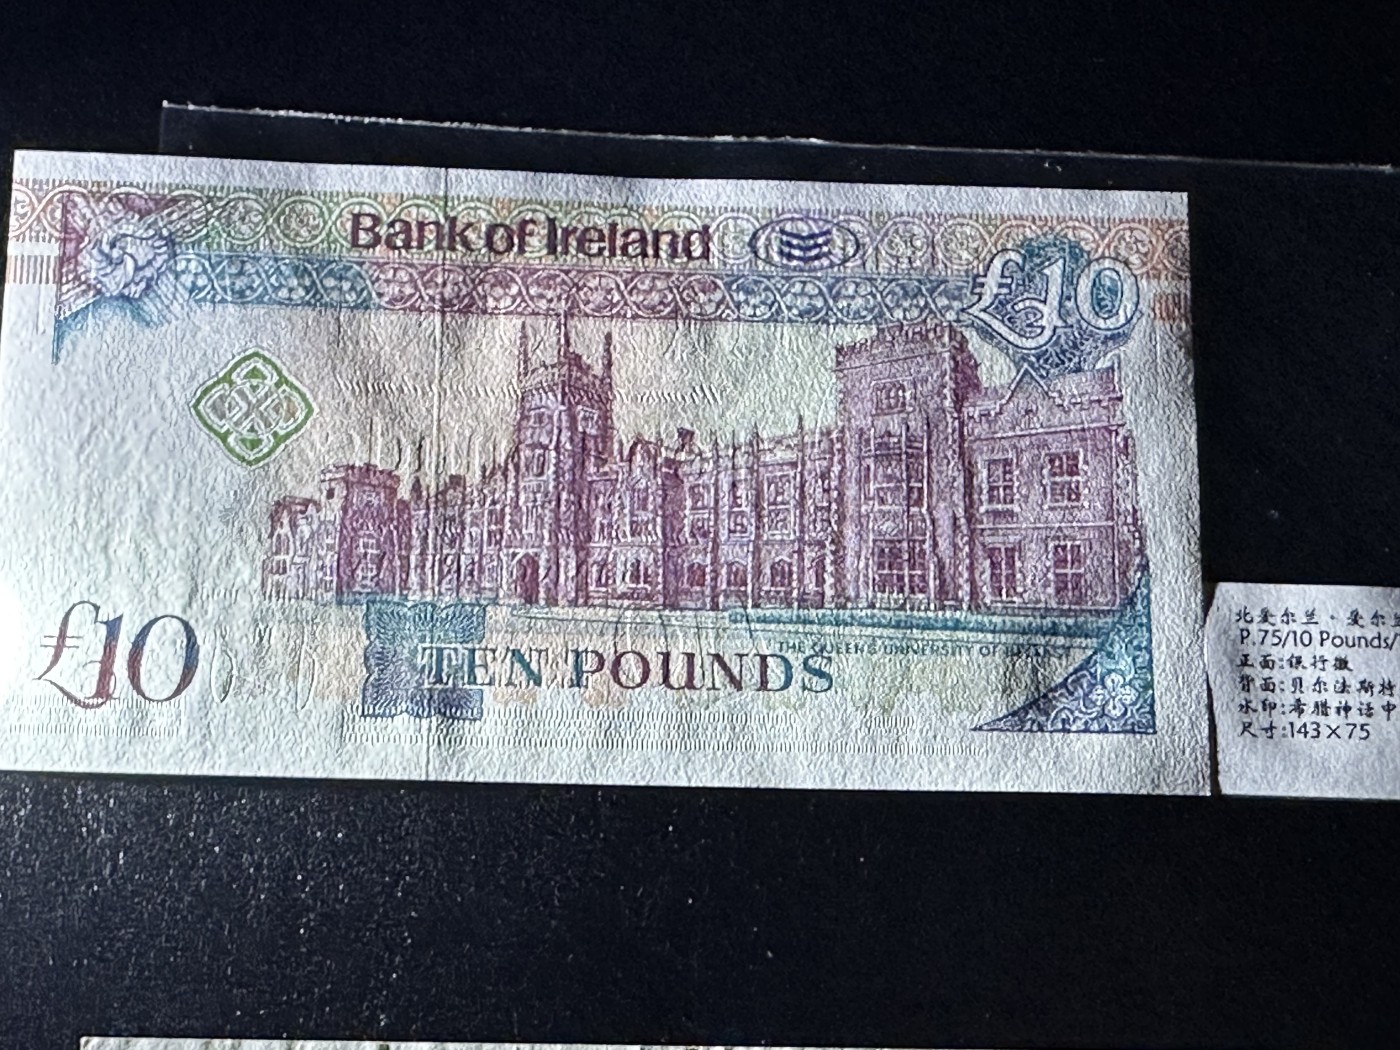 Bank of Ireland
£10
£10
THE QUEEN'S UNIVERSITY OF BELFAST
TEN POUNDS
北爱尔兰·爱尔
P.75/10 Pounds/
正面:银行徽
背面:贝尔法斯特
水印:希腊神话中
尺寸:143×75